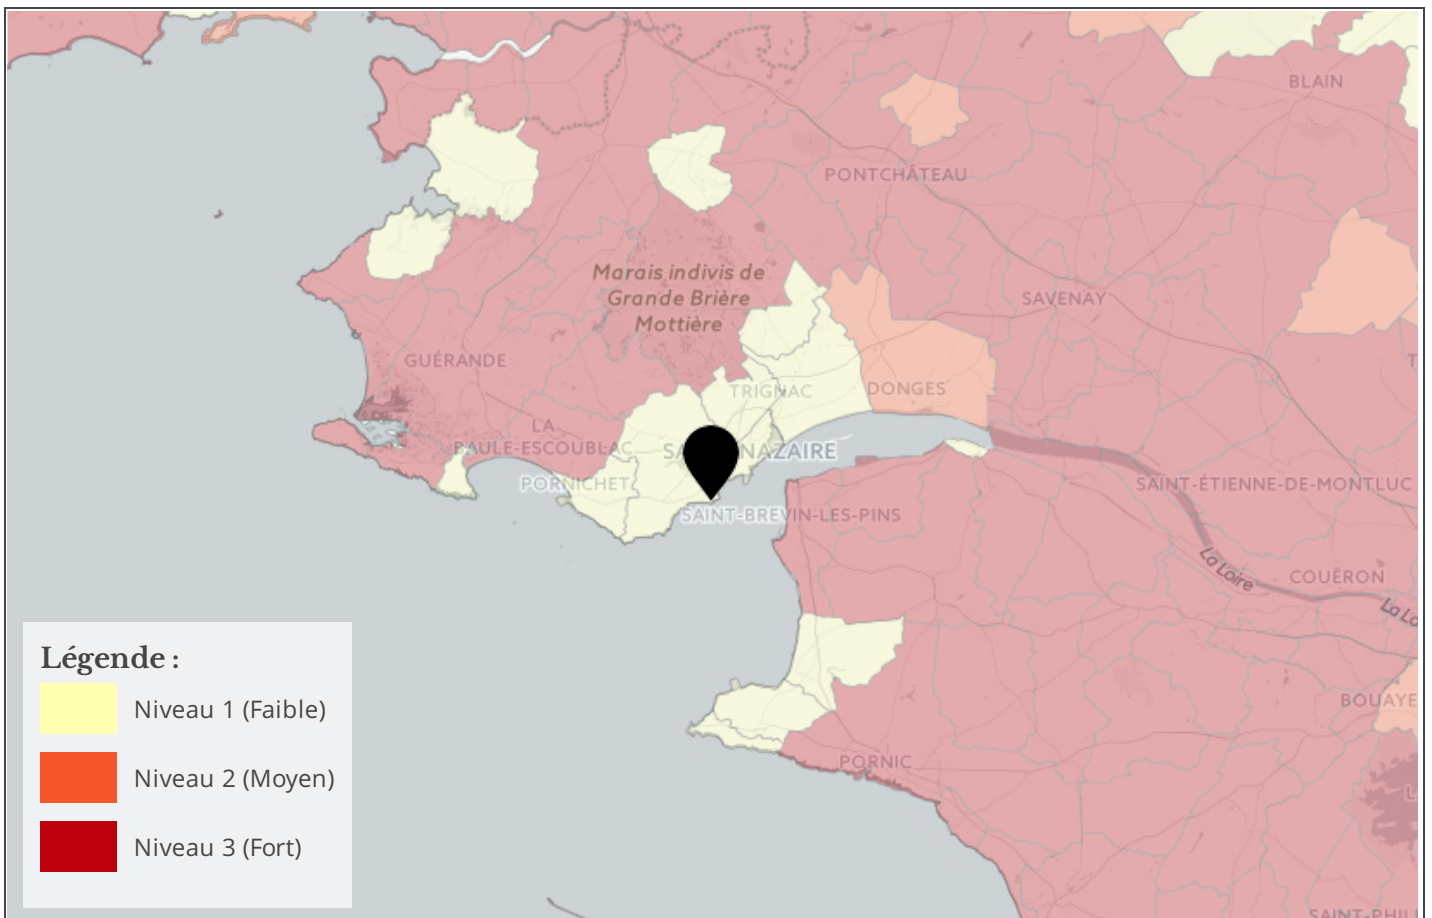 BLAIN
PONTCHÂTEAU
Marais indivis de
Grande Brière
Mottière
SAVENAY
GUÉRANDE
TRIGNAC
DONGES
LA
BAULE-ESCOUBLAC
NAZAIRE
PORNICHET
SAINT-ÉTIENNE-DE-MONTLUC
SAINT-BREVIN-LES-PINS
La Loire
COUËRON
La Lo
BOUAYE
PORNIC
SAINT-PHIL
Légende :
Niveau 1 (Faible)
Niveau 2 (Moyen)
Niveau 3 (Fort)